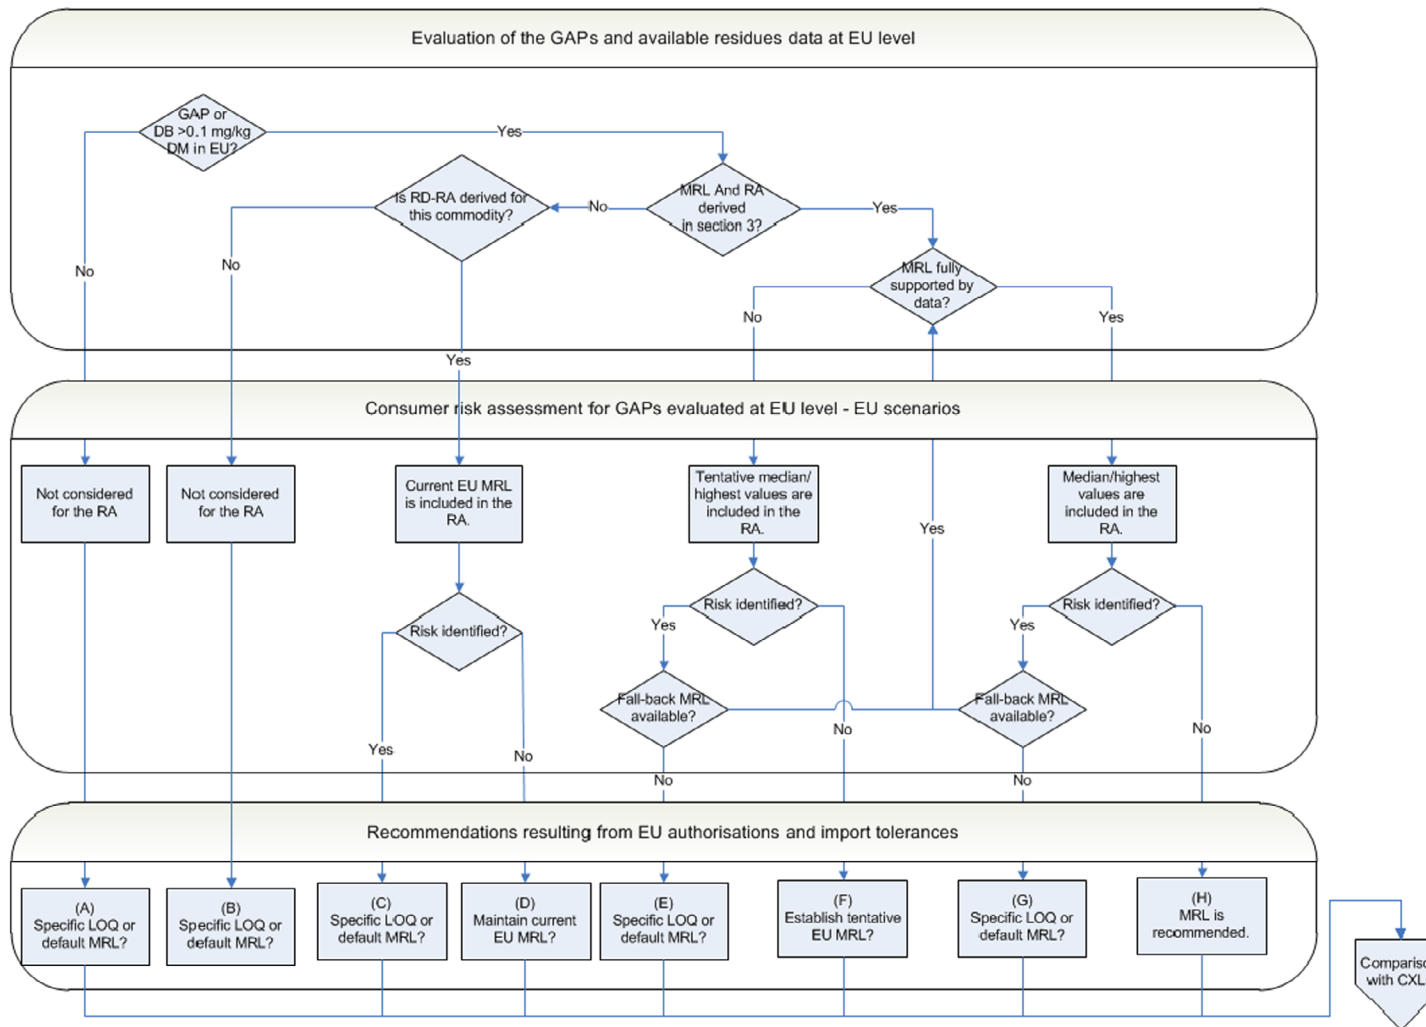 Evaluation of the GAPs and available residues data at EU level
GAP or
DB >0.1 mg/kg
DM in EU?
Yes
Is RD-RA derived for
this commodity?
No
MRL And RA
derived
in section 3?
Yes
No
No
MRL fully
supported by
data?
No
Yes
Yes
Consumer risk assessment for GAPs evaluated at EU level - EU scenarios
Not considered
for the RA
Not considered
for the RA
Current EU MRL
is included in the
RA.
Tentative median/
highest values are
included in the
RA.
Yes
Median/highest
values are
included in the
RA.
Risk identified?
Risk identified?
Risk identified?
Yes
Yes
Fall-back MRL
available?
Fall-back MRL
available?
Yes
No
No
No
No
No
Recommendations resulting from EU authorisations and import tolerances
(A)
Specific LOQ or
default MRL?
(B)
Specific LOQ or
default MRL?
(C)
Specific LOQ or
default MRL?
(D)
Maintain current
EU MRL?
(E)
Specific LOQ or
default MRL?
(F)
Establish tentative
EU MRL?
(G)
Specific LOQ or
default MRL?
(H)
MRL is
recommended.
with CXL